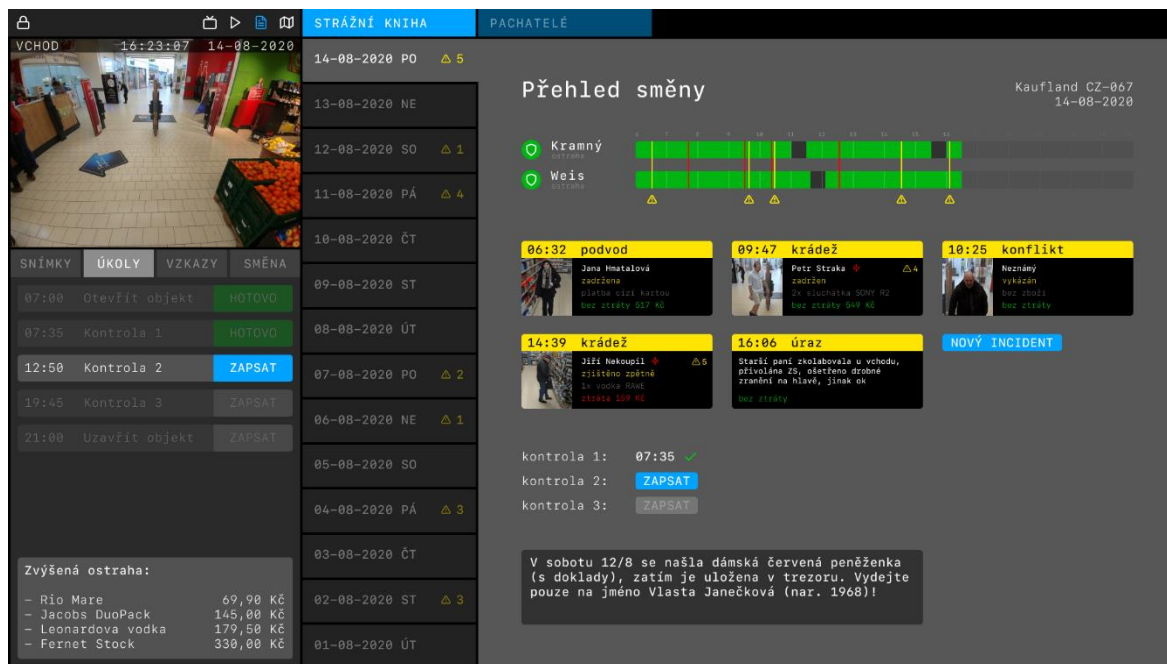 VCHOD 16:23:07 14-08-2020
SNÍMKY ÚKOLY VZKAZY SMĚNA
07:00 Otevřít objekt HOTOVO
07:35 Kontrola 1 HOTOVO
12:50 Kontrola 2 ZAPSAT
19:45 Kontrola 3 ZAPSAT
21:00 Uzavřít objekt ZAPSAT
Zvýšená ostraha:
– Rio Mare 69,90 Kč
– Jacobs DuoPack 145,00 Kč
– Leonardova vodka 179,50 Kč
– Fernet Stock 330,00 Kč
STRÁŽNÍ KNIHA
PACHATELÉ
14-08-2020 PO 5
13-08-2020 NE
12-08-2020 SO 1
11-08-2020 PÁ 4
10-08-2020 ČT
09-08-2020 ST
08-08-2020 ÚT
07-08-2020 PO 2
06-08-2020 NE 1
05-08-2020 SO
04-08-2020 PÁ 3
03-08-2020 ČT
02-08-2020 ST 3
01-08-2020 ÚT
Přehled směny
Kaufland CZ-067
14-08-2020
6 7 8 9 10 11 12 13 14 15 16
Kramný
ostraha
Weis
ostraha
06:32 podvod
Jana Hmatalová
zadržena
platba cizí kartou
bez ztráty 517 Kč
09:47 krádež
Petr Straka 4
zadržen
2x sluchátka SONY R2
bez ztráty 549 Kč
10:25 konflikt
Neznámý
vykázán
bez zboží
bez ztráty
14:39 krádež
Jiří Nekoupil 5
zjištěno zpětně
1x vodka RAWE
ztráta 159 Kč
16:06 úraz
Starší paní zkolabovala u vchodu,
přivolána ZS, ošetřeno drobné
zranění na hlavě, jinak ok
bez ztráty
NOVÝ INCIDENT
kontrola 1: 07:35
kontrola 2: ZAPSAT
kontrola 3: ZAPSAT
V sobotu 12/8 se našla dámská červená peněženka
(s doklady), zatím je uložena v trezoru. Vydejte
pouze na jméno Vlasta Janečková (nar. 1968)!